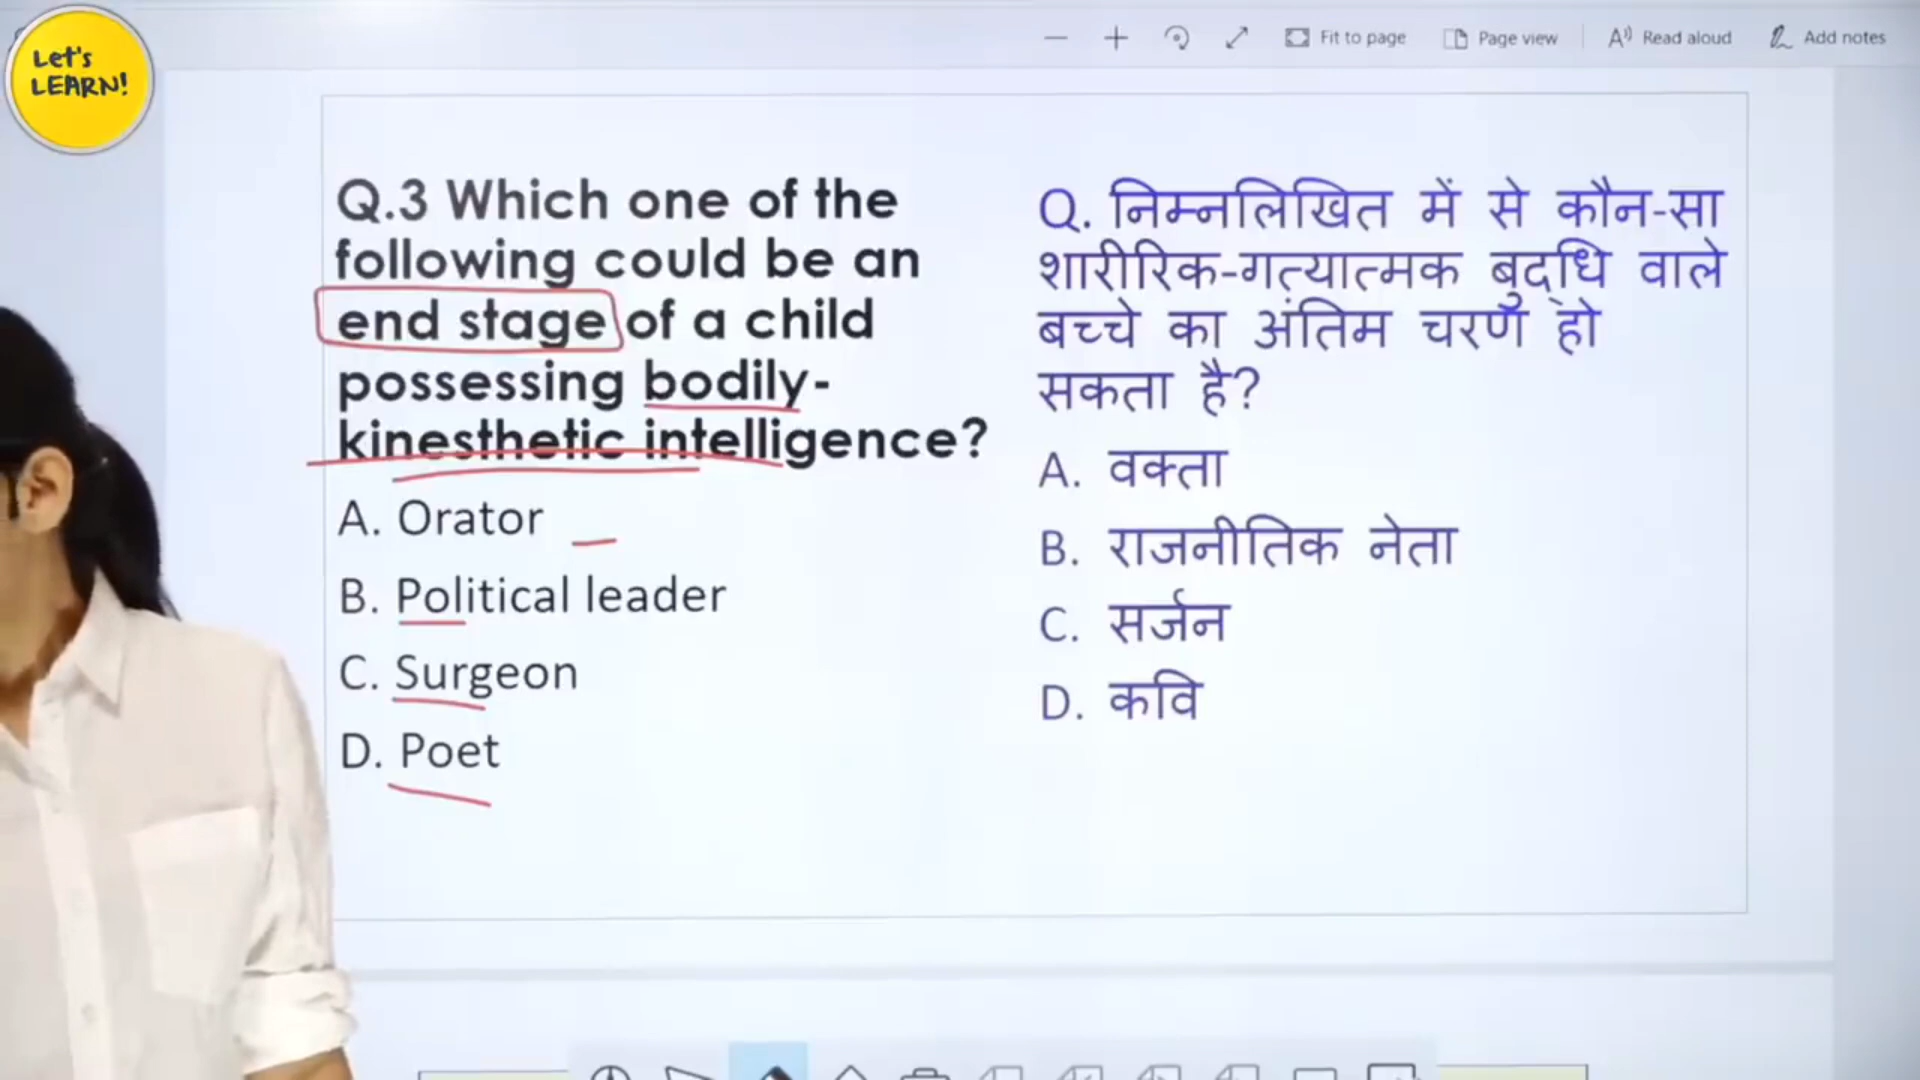 Let's
LEARN!
Fit to page
Page view
Read aloud
Add notes
Q.3 Which one of the
following could be an
end stage of a child
possessing bodily-
kinesthetic intelligence?
A. Orator
B. Political leader
C. Surgeon
D. Poet
Q. निम्नलिखित में से कौन-सा
शारीरिक-गत्यात्मक बुद्धि वाले
बच्चे का अंतिम चरण हो
सकता है?
A. वक्ता
B. राजनीतिक नेता
C. सर्जन
D. कवि